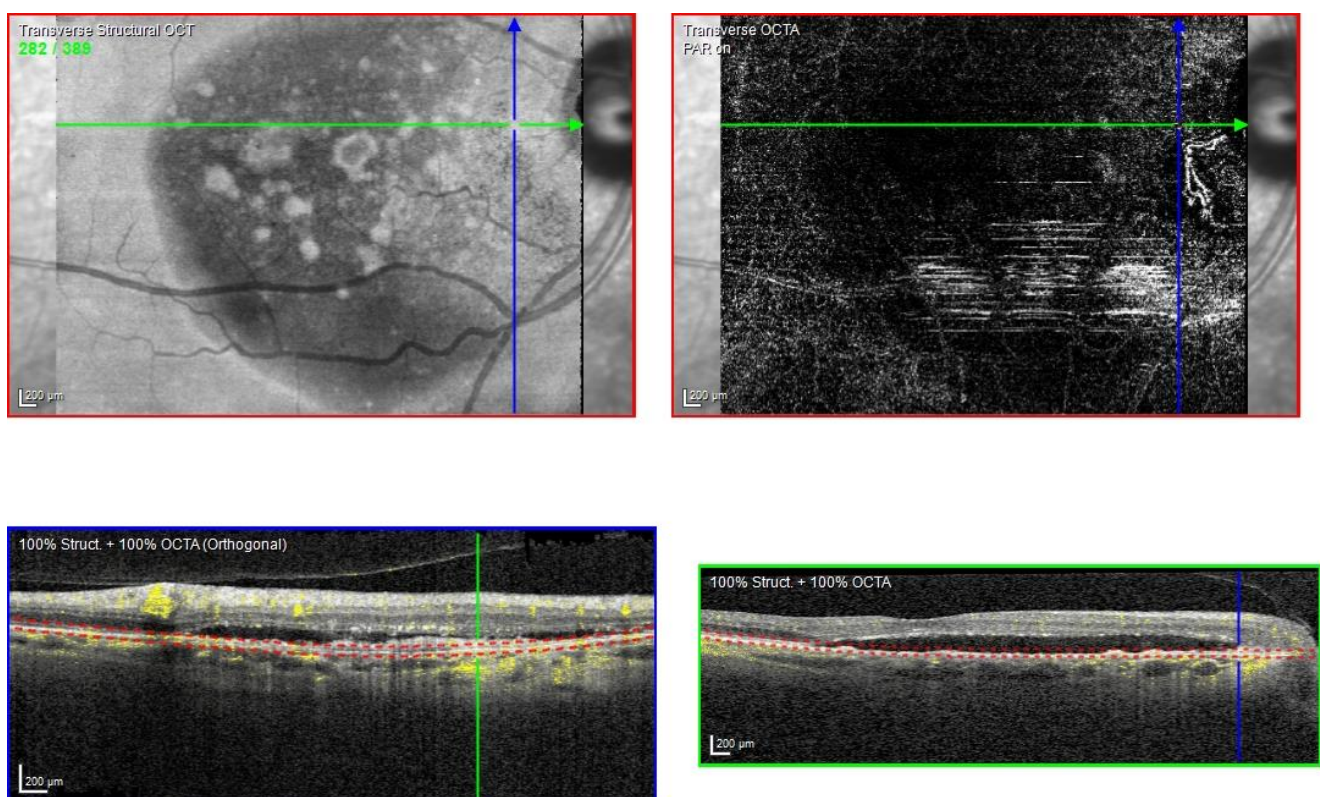 Transverse Structural OCT
282 / 389
200 µm
Transverse OCTA
PAR on
200 µm
100% Struct. + 100% OCTA (Orthogonal)
200 µm
100% Struct. + 100% OCTA
200 µm